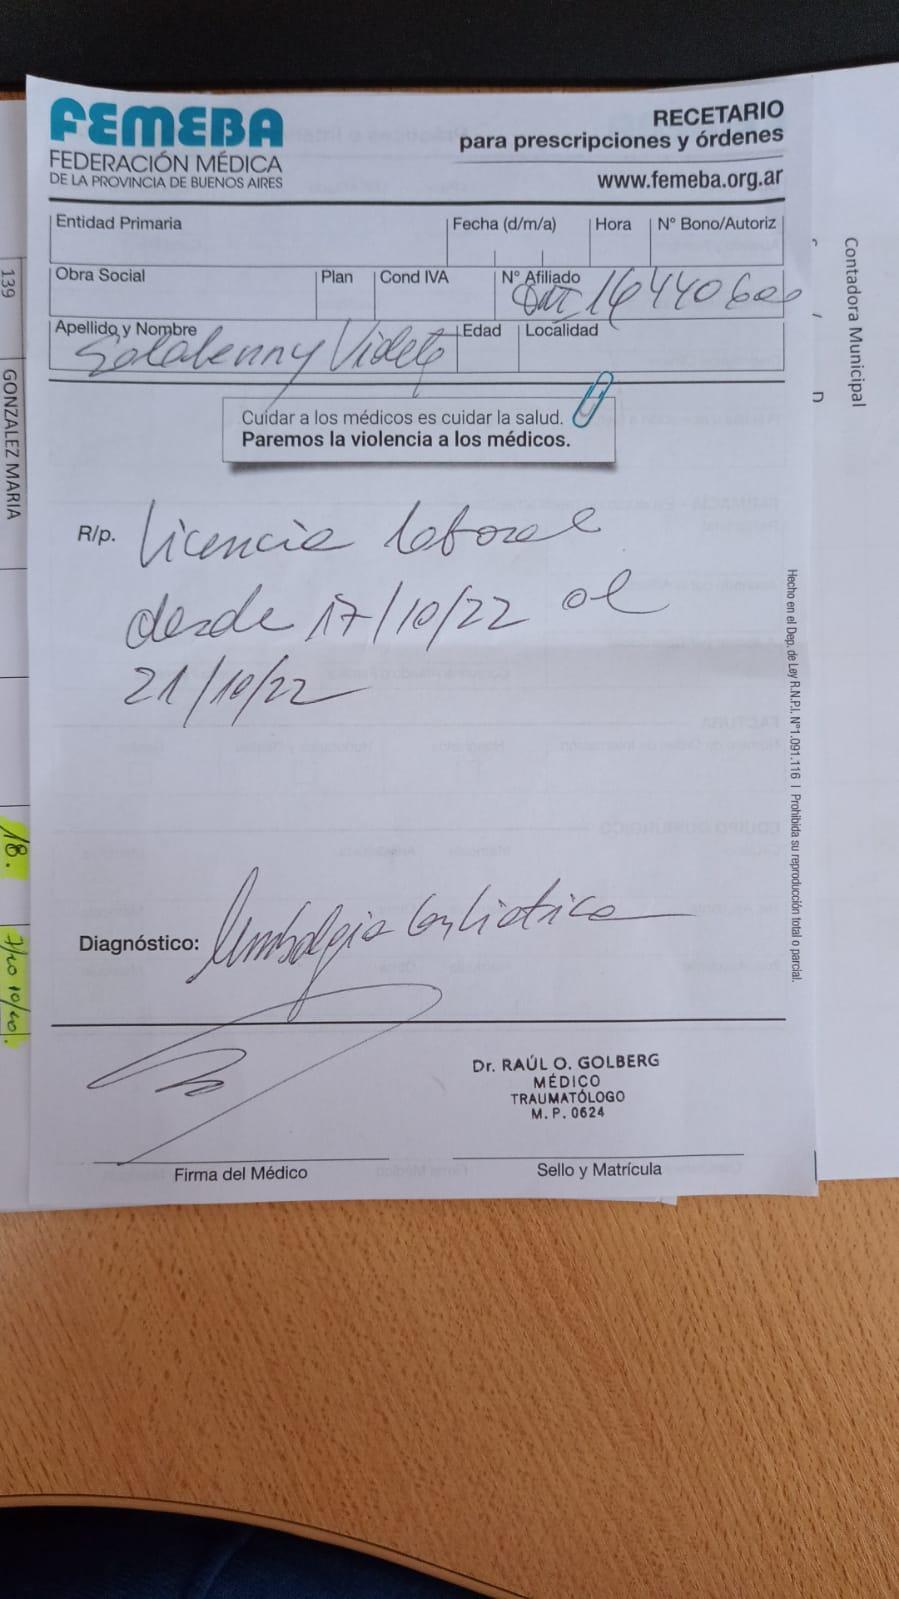 FEMEBA
FEDERACIÓN MÉDICA
DE LA PROVINCIA DE BUENOS AIRES
RECETARIO
para prescripciones y órdenes
www.femeba.org.ar
Entidad Primaria
Fecha (d/m/a)
Hora
N° Bono/Autoriz
Obra Social
Plan
Cond IVA
N° Afiliado
16440600
Apellido y Nombre
Violeta
Edad
Localidad
Cuidar a los médicos es cuidar la salud.
Paremos la violencia a los médicos.
R/p. Licencia laboral
desde 17/10/22 al
21/10/22
Diagnóstico: Lumbalgia
Dr. RAÚL O. GOLBERG
MÉDICO
TRAUMATÓLOGO
M. P. 0624
Firma del Médico
Sello y Matrícula
Hecho en el Dep. de Ley R.N.P.I. N°1.091.116 | Prohibida su reproducción total o parcial.
Contadora Municipal
139
GONZALEZ MARIA
18.